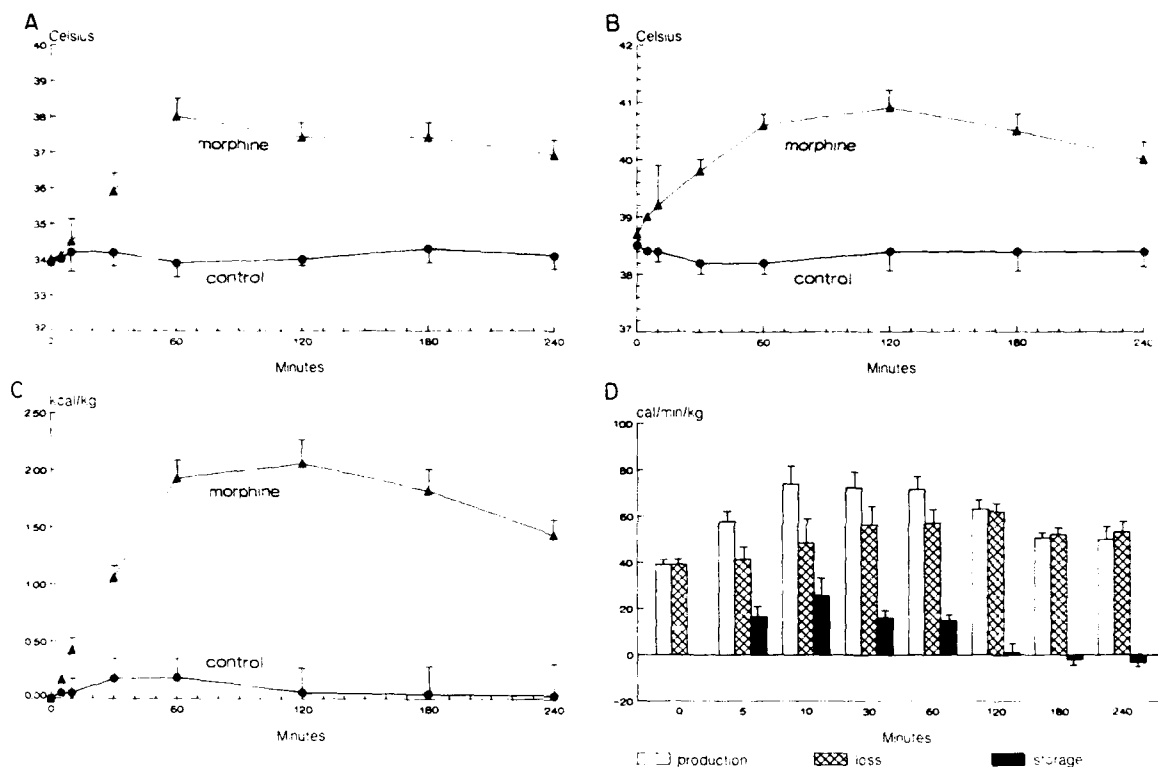 A
Celsius
40
39
38
37
36
35
34
33
32
morphine
control
60
120
180
240
Minutes
B
Celsius
42
41
40
39
38
37
morphine
control
0
60
120
180
240
Minutes
C
kcal/kg
2.50
2.00
1.50
1.00
0.50
0.00
morphine
control
0
60
120
180
240
Minutes
D
cal/min/kg
100
80
60
40
20
0
-20
0
5
10
30
60
120
180
240
Minutes
production
loss
storage